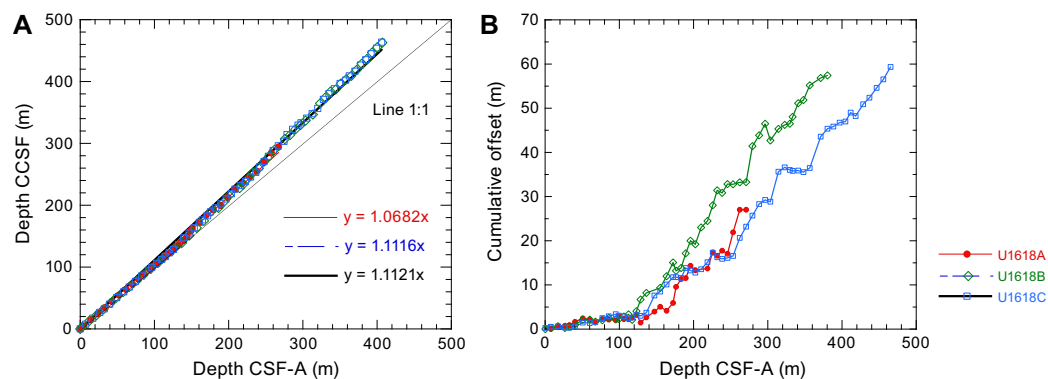 A
Depth CCSF (m)
500
400
300
200
100
0
Line 1:1
y = 1.0682x
y = 1.1116x
y = 1.1121x
0 100 200 300 400 500
Depth CSF-A (m)
B
Cumulative offset (m)
70
60
50
40
30
20
10
0
0 100 200 300 400 500
Depth CSF-A (m)
U1618A
U1618B
U1618C